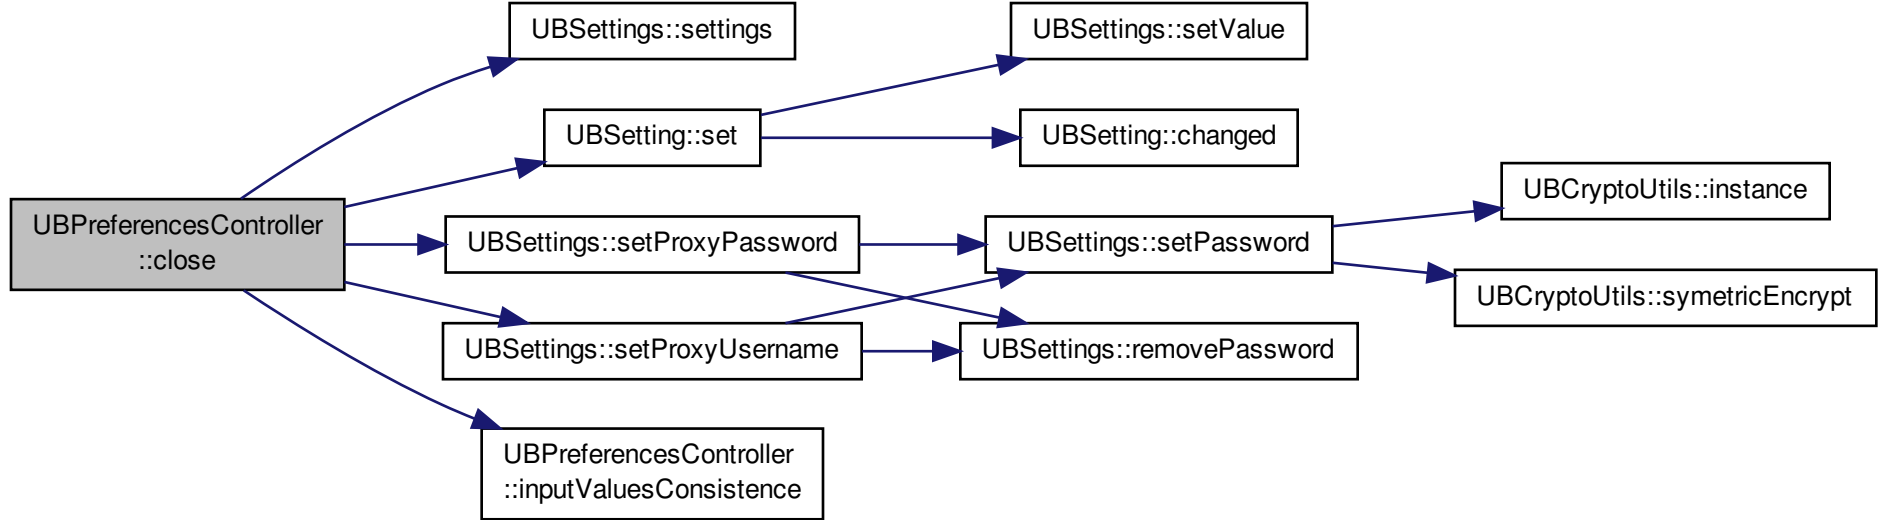 UBSettings::settings
UBSettings::setValue
UBSetting::set
UBSetting::changed
UBCryptoUtils::instance
UBPreferencesController
::close
UBSettings::setProxyPassword
UBSettings::setPassword
UBCryptoUtils::symetricEncrypt
UBSettings::setProxyUsername
UBSettings::removePassword
UBPreferencesController
::inputValuesConsistence